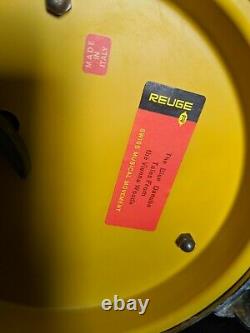 MADE
IN
ITALY
REUGE
SWISS MUSICAL MOVEMENT
The Blue Danube
Tales From
the Vienna Woods